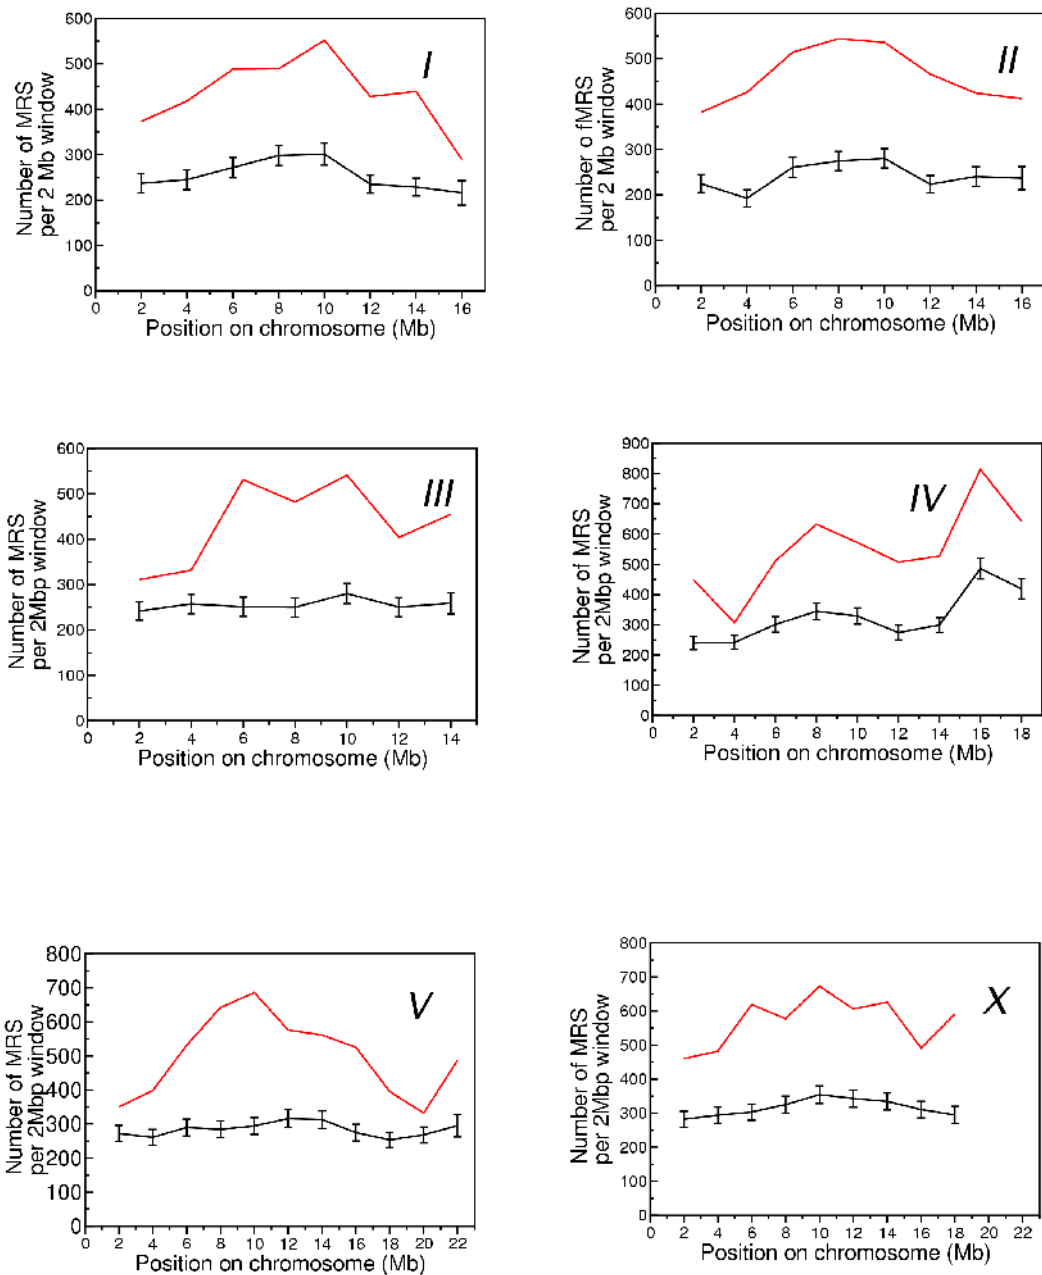 600
500
400
300
200
100
0
Number of MRS
per 2 Mb window
I
0 2 4 6 8 10 12 14 16
Position on chromosome (Mb)
600
500
400
300
200
100
0
Number o fMRS
per 2 Mb window
II
0 2 4 6 8 10 12 14 16
Position on chromosome (Mb)
600
500
400
300
200
100
0
Number of MRS
per 2Mbp window
III
0 2 4 6 8 10 12 14
Position on chromosome (Mb)
900
800
700
600
500
400
300
200
100
0
Number of MRS
per 2Mbp window
IV
0 2 4 6 8 10 12 14 16 18
Position on chromosome (Mb)
800
700
600
500
400
300
200
100
0
Number of MRS
per 2Mbp window
V
0 2 4 6 8 10 12 14 16 18 20 22
Position on chromosome (Mb)
800
700
600
500
400
300
200
100
0
Number of MRS
per 2Mbp window
X
0 2 4 6 8 10 12 14 16 18 20 22
Position on chromosome (Mb)